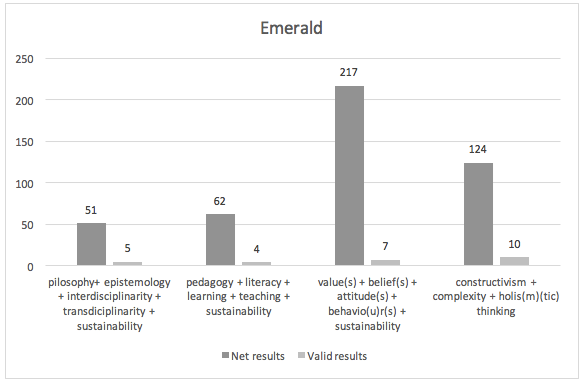 Emerald
250
200
150
100
50
0
51
5
62
4
217
7
124
10
pilosophy+ epistemology
+ interdisciplinarity +
transdiciplinarity +
sustainability
pedagogy + literacy +
learning + teaching +
sustainability
value(s) + belief(s) +
attitude(s) +
behavio(u)r(s) +
sustainability
constructivism +
complexity + holis(m)(tic)
thinking
Net results
Valid results